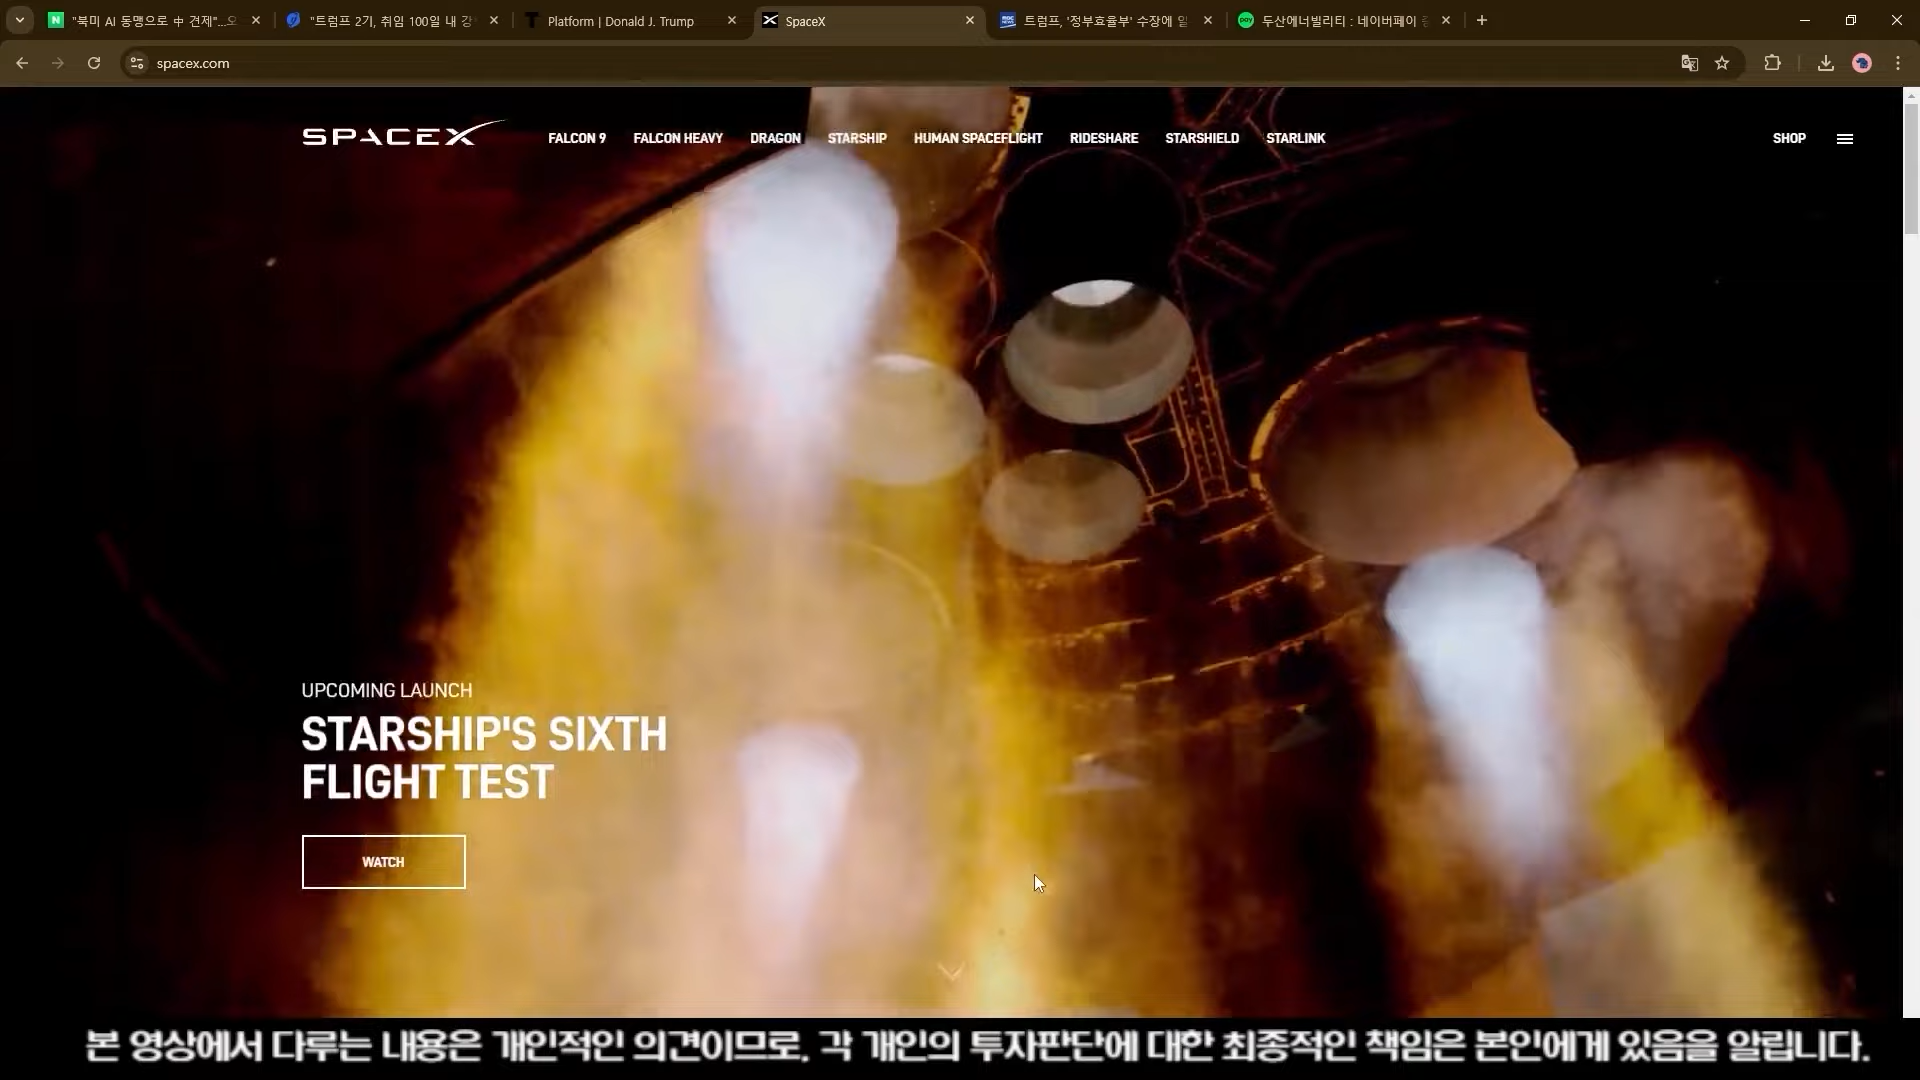 "북미 AI 동맹으로 中 견제"...오
"트럼프 2기, 취임 100일 내 강
Platform | Donald J. Trump
SpaceX
트럼프, '정부효율부' 수장에 일
두산에너빌리티 : 네이버페이 증
spacex.com
SPACEX
FALCON 9
FALCON HEAVY
DRAGON
STARSHIP
HUMAN SPACEFLIGHT
RIDESHARE
STARSHIELD
STARLINK
SHOP
UPCOMING LAUNCH
STARSHIP'S SIXTH
FLIGHT TEST
WATCH
본 영상에서 다루는 내용은 개인적인 의견이므로, 각 개인의 투자판단에 대한 최종적인 책임은 본인에게 있음을 알립니다.